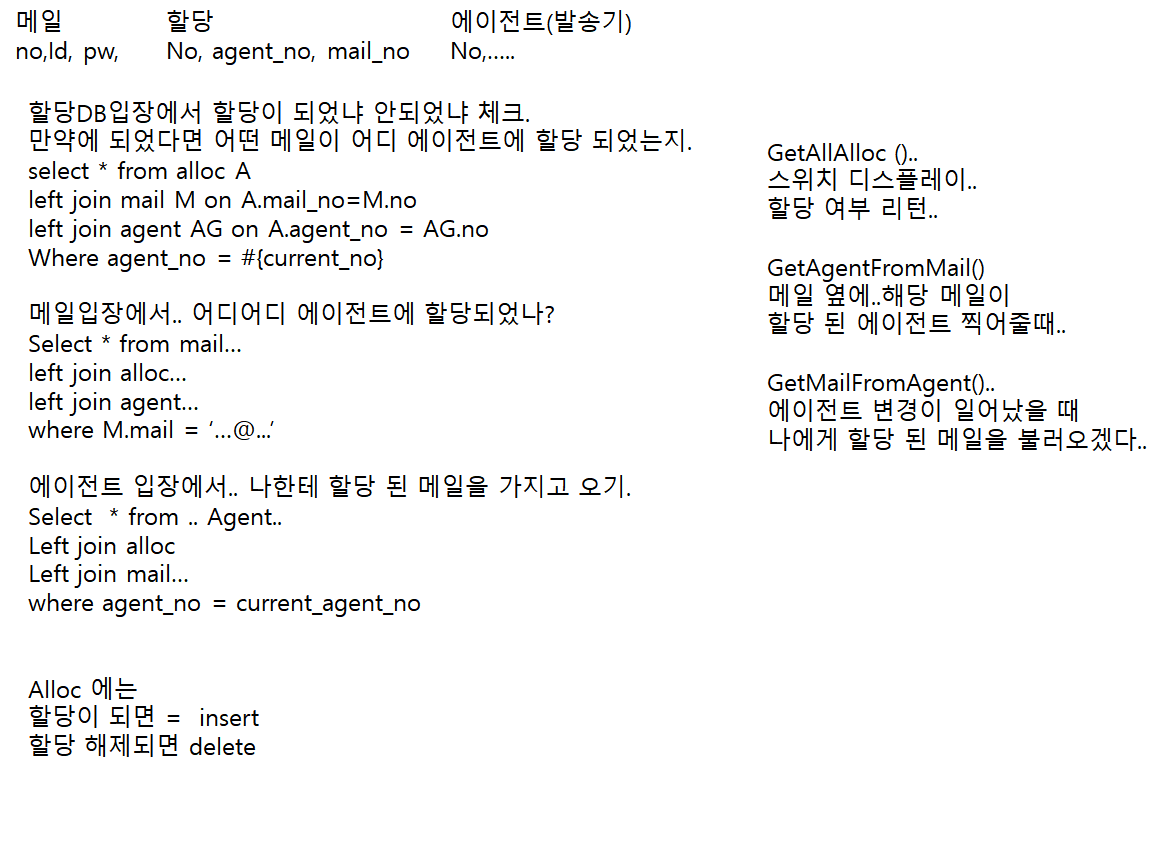 메일 할당 에이전트(발송기)
no,Id, pw, No, agent_no, mail_no No,…..
할당DB입장에서 할당이 되었냐 안되었냐 체크.
만약에 되었다면 어떤 메일이 어디 에이전트에 할당 되었는지.
select * from alloc A
left join mail M on A.mail_no=M.no
left join agent AG on A.agent_no = AG.no
Where agent_no = #{current_no}
메일입장에서.. 어디어디 에이전트에 할당되었나?
Select * from mail…
left join alloc…
left join agent…
where M.mail = ‘…@...’
에이전트 입장에서.. 나한테 할당 된 메일을 가지고 오기.
Select * from .. Agent..
Left join alloc
Left join mail…
where agent_no = current_agent_no
Alloc 에는
할당이 되면 = insert
할당 해제되면 delete
GetAllAlloc ()..
스위치 디스플레이..
할당 여부 리턴..
GetAgentFromMail()
메일 옆에..해당 메일이
할당 된 에이전트 찍어줄때..
GetMailFromAgent()..
에이전트 변경이 일어났을 때
나에게 할당 된 메일을 불러오겠다..